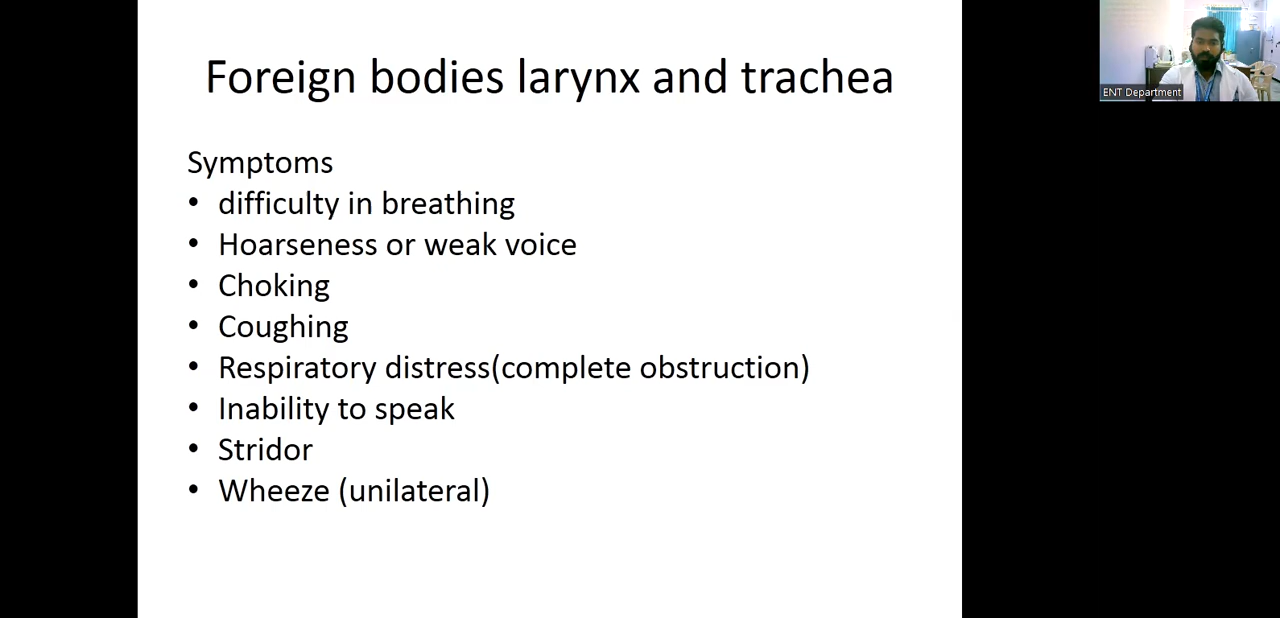 Foreign bodies larynx and trachea
ENT Department
Symptoms
• difficulty in breathing
• Hoarseness or weak voice
• Choking
• Coughing
• Respiratory distress(complete obstruction)
• Inability to speak
• Stridor
• Wheeze (unilateral)